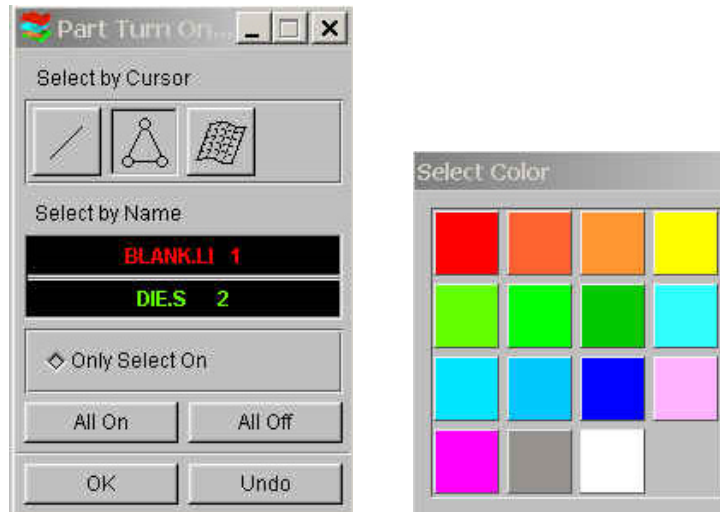 Part Turn On...
Select by Cursor
Select by Name
BLANK.LI 1
DIE.S 2
Only Select On
All On All Off
OK Undo
Select Color